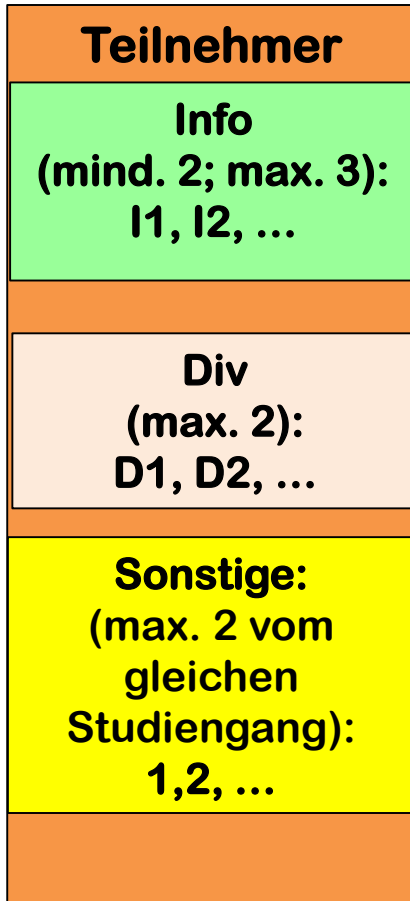 Teilnehmer
Info
(mind. 2; max. 3):
I1, I2, ...
Div
(max. 2):
D1, D2, ...
Sonstige:
(max. 2 vom
gleichen
Studiengang):
1,2, ...